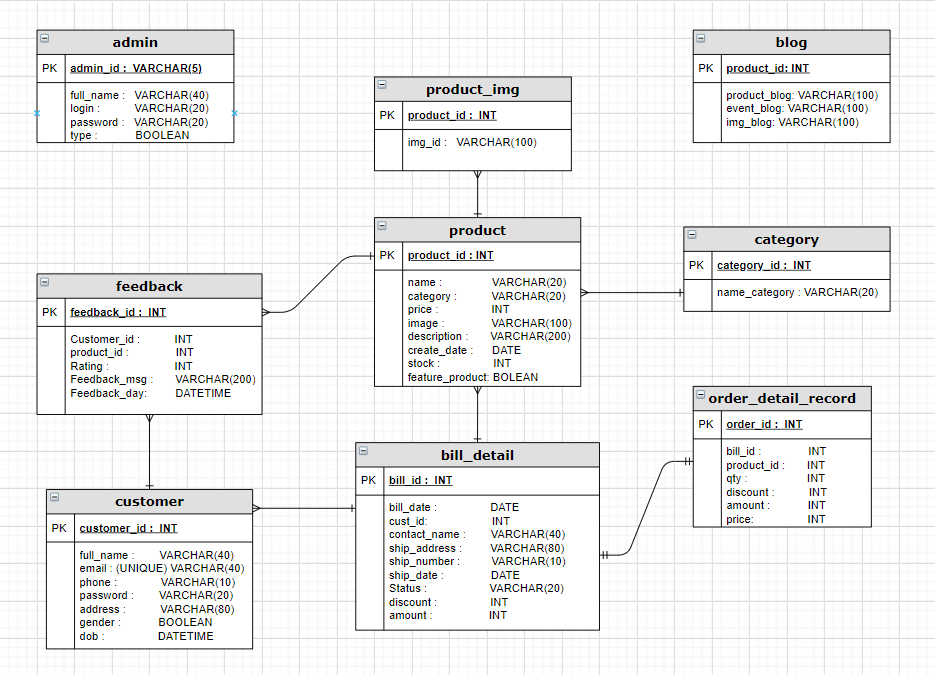 admin
PK admin_id : VARCHAR(5)
full_name : VARCHAR(40)
login : VARCHAR(20)
password : VARCHAR(20)
type : BOOLEAN
product_img
PK product_id : INT
img_id : VARCHAR(100)
blog
PK product_id: INT
product_blog: VARCHAR(100)
event_blog: VARCHAR(100)
img_blog: VARCHAR(100)
product
PK product_id : INT
name : VARCHAR(20)
category : VARCHAR(20)
price : INT
image : VARCHAR(100)
description : VARCHAR(200)
create_date : DATE
stock : INT
feature_product: BOLEAN
category
PK category_id : INT
name_category : VARCHAR(20)
feedback
PK feedback_id : INT
Customer_id : INT
product_id : INT
Rating : INT
Feedback_msg : VARCHAR(200)
Feedback_day: DATETIME
order_detail_record
PK order_id : INT
bill_id : INT
product_id : INT
qty : INT
discount : INT
amount : INT
price: INT
bill_detail
PK bill_id : INT
bill_date : DATE
cust_id: INT
contact_name : VARCHAR(40)
ship_address : VARCHAR(80)
ship_number : VARCHAR(10)
ship_date : DATE
Status : VARCHAR(20)
discount : INT
amount : INT
customer
PK customer_id : INT
full_name : VARCHAR(40)
email : (UNIQUE) VARCHAR(40)
phone : VARCHAR(10)
password : VARCHAR(20)
address : VARCHAR(80)
gender : BOOLEAN
dob : DATETIME